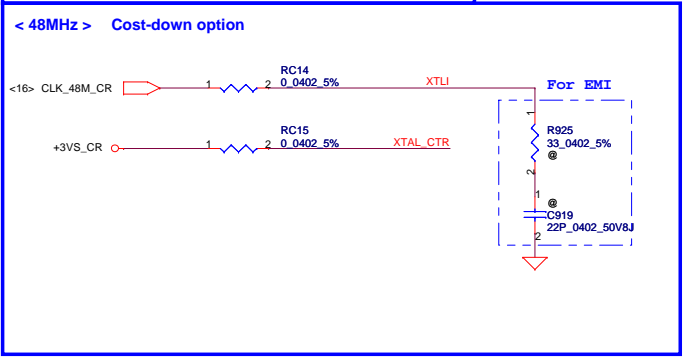 < 48MHz > Cost-down option
<16> CLK_48M_CR
1
RC14
2 0_0402_5%
XTLI
For EMI
+3VS_CR
1
RC15
2 0_0402_5%
XTAL_CTR
1
R925
33_0402_5%
@
2
1
@
C919
22P_0402_50V8J
2